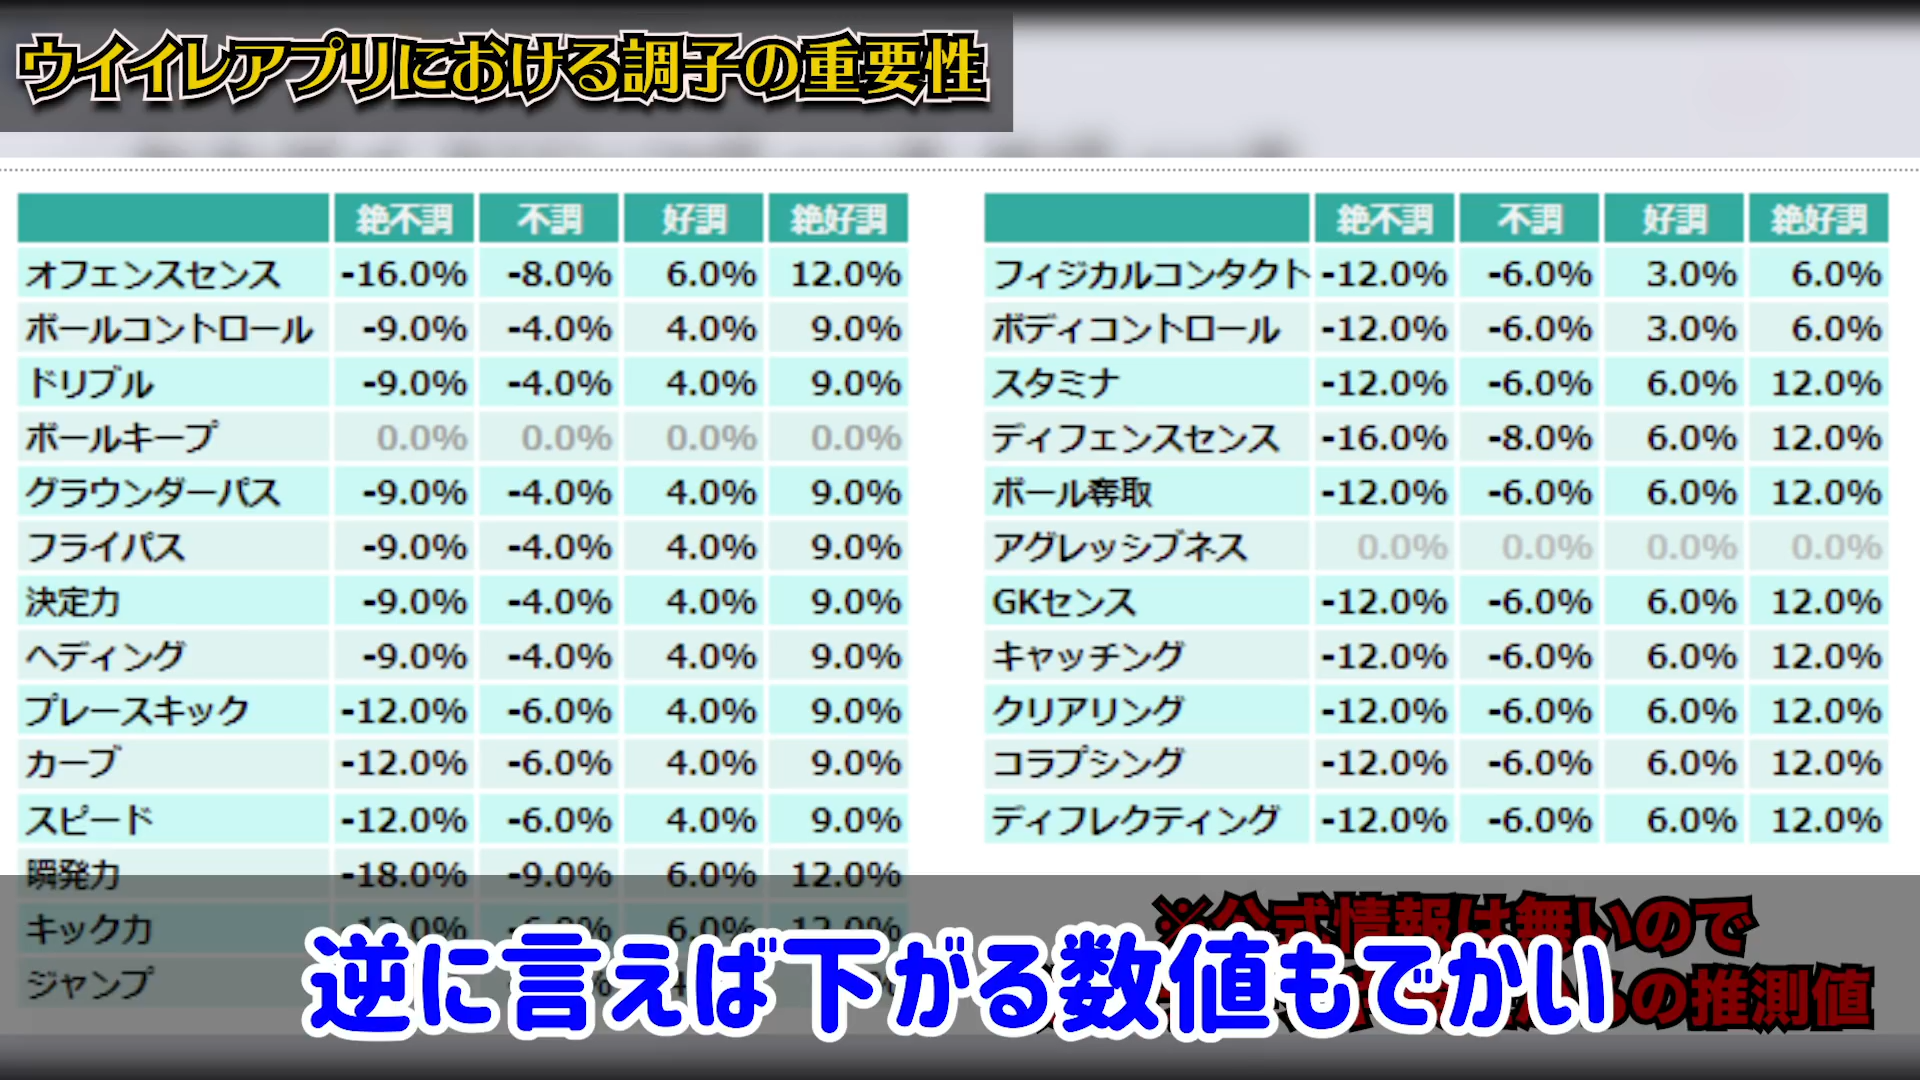 ウイイレアプリにおける調子の重要性
絶不調 不調 好調 絶好調
オフェンスセンス -16.0% -8.0% 6.0% 12.0%
ボールコントロール -9.0% -4.0% 4.0% 9.0%
ドリブル -9.0% -4.0% 4.0% 9.0%
ボールキープ 0.0% 0.0% 0.0% 0.0%
グラウンダーパス -9.0% -4.0% 4.0% 9.0%
フライパス -9.0% -4.0% 4.0% 9.0%
決定力 -9.0% -4.0% 4.0% 9.0%
ヘディング -9.0% -4.0% 4.0% 9.0%
プレースキック -12.0% -6.0% 4.0% 9.0%
カーブ -12.0% -6.0% 4.0% 9.0%
スピード -12.0% -6.0% 4.0% 9.0%
瞬発力 -18.0% -9.0% 6.0% 12.0%
キック力 -12.0% -6.0% 6.0% 12.0%
ジャンプ
絶不調 不調 好調 絶好調
フィジカルコンタクト -12.0% -6.0% 3.0% 6.0%
ボディコントロール -12.0% -6.0% 3.0% 6.0%
スタミナ -12.0% -6.0% 6.0% 12.0%
ディフェンスセンス -16.0% -8.0% 6.0% 12.0%
ボール奪取 -12.0% -6.0% 6.0% 12.0%
アグレッシブネス 0.0% 0.0% 0.0% 0.0%
GKセンス -12.0% -6.0% 6.0% 12.0%
キャッチング -12.0% -6.0% 6.0% 12.0%
クリアリング -12.0% -6.0% 6.0% 12.0%
コラプシング -12.0% -6.0% 6.0% 12.0%
ディフレクティング -12.0% -6.0% 6.0% 12.0%
※公式情報は無いので
の推測値
逆に言えば下がる数値もでかい